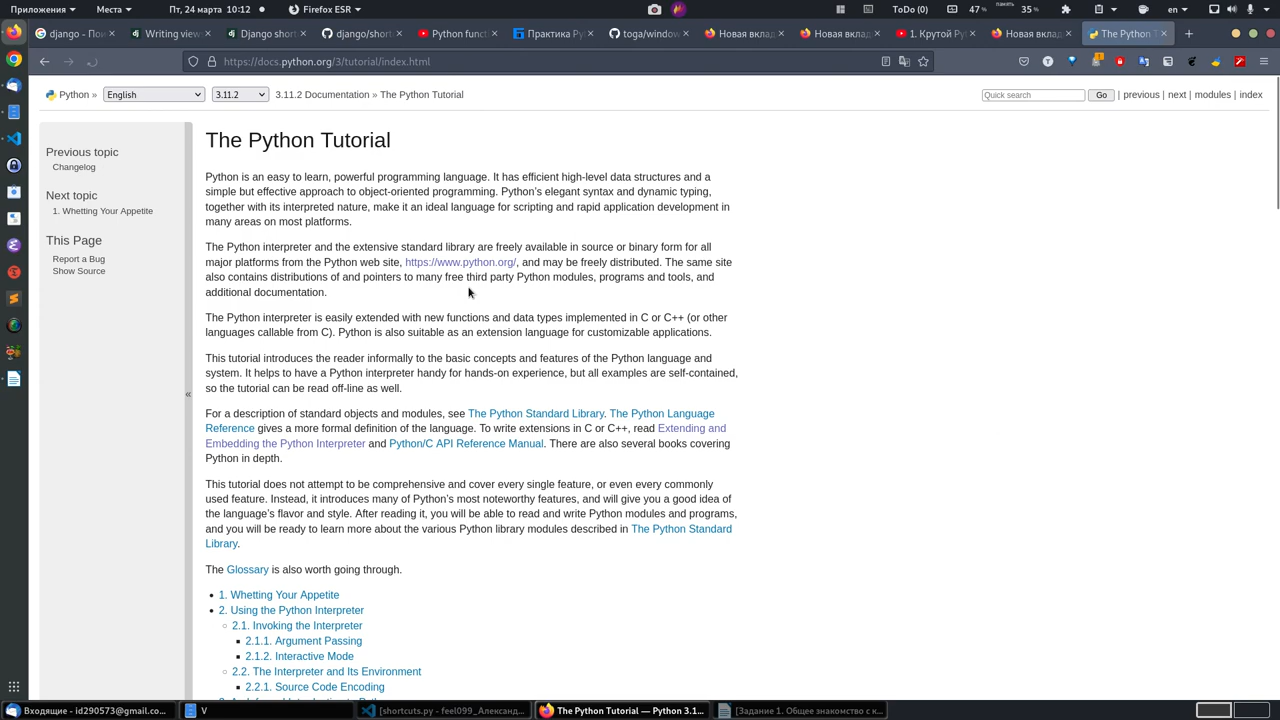 Обзор
Места
Пт, 24 марта 10:10
Firefox Firefox
en
ToDo (0)
47%
память
35%
django - По
Writing view
Django short
django/short
Python funct
Практика Py
GitHub - toga/window
Новая вклад
Новая вклад
1. Крутой Py
Новая вклад
The Python T
https://docs.python.org/3/tutorial/index.html
Python » English 3.11.2 3.11.2 Documentation » The Python Tutorial
Quick search Go | previous | next | modules | index
Previous topic
Changelog
Next topic
1. Whetting Your Appetite
This Page
Report a Bug
Show Source
«
The Python Tutorial
Python is an easy to learn, powerful programming language. It has efficient high-level data structures and a
simple but effective approach to object-oriented programming. Python’s elegant syntax and dynamic typing,
together with its interpreted nature, make it an ideal language for scripting and rapid application development in
many areas on most platforms.
The Python interpreter and the extensive standard library are freely available in source or binary form for all
major platforms from the Python web site, https://www.python.org/, and may be freely distributed. The same site
also contains distributions of and pointers to many free third party Python modules, programs and tools, and
additional documentation.
The Python interpreter is easily extended with new functions and data types implemented in C or C++ (or other
languages callable from C). Python is also suitable as an extension language for customizable applications.
This tutorial introduces the reader informally to the basic concepts and features of the Python language and
system. It helps to have a Python interpreter handy for hands-on experience, but all examples are self-contained,
so the tutorial can be read off-line as well.
For a description of standard objects and modules, see The Python Standard Library. The Python Language
Reference gives a more formal definition of the language. To write extensions in C or C++, read Extending and
Embedding the Python Interpreter and Python/C API Reference Manual. There are also several books covering
Python in depth.
This tutorial does not attempt to be comprehensive and cover every single feature, or even every commonly
used feature. Instead, it introduces many of Python’s most noteworthy features, and will give you a good idea of
the language’s flavor and style. After reading it, you will be able to read and write Python modules and programs,
and you will be ready to learn more about the various Python library modules described in The Python Standard
Library.
The Glossary is also worth going through.
1. Whetting Your Appetite
2. Using the Python Interpreter
2.1. Invoking the Interpreter
2.1.1. Argument Passing
2.1.2. Interactive Mode
2.2. The Interpreter and Its Environment
2.2.1. Source Code Encoding
Входящие - id290573@gmail.co...
V
[shortcuts.py - feel099_Александ...
The Python Tutorial — Python 3.1...
[Задание 1. Общее знакомство с к...